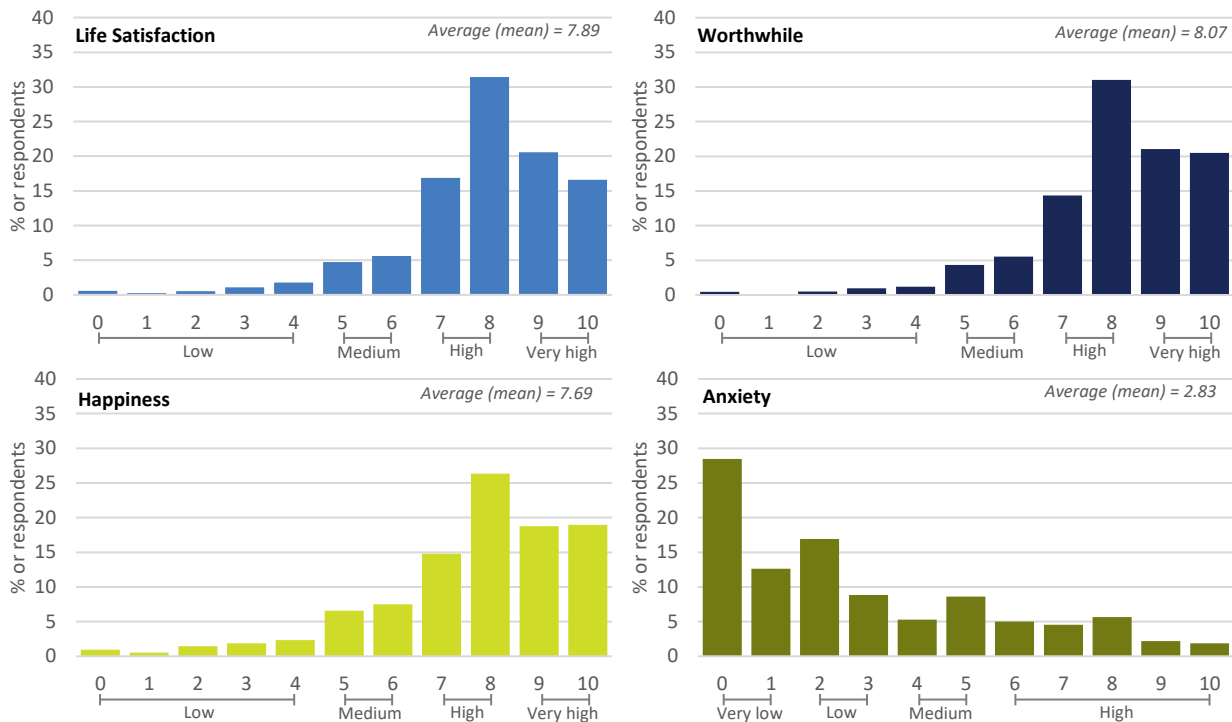 Life Satisfaction
Average (mean) = 7.89
% or respondents
40
35
30
25
20
15
10
5
0
0 1 2 3 4 5 6 7 8 9 10
Low Medium High Very high
Worthwhile
Average (mean) = 8.07
% or respondents
40
35
30
25
20
15
10
5
0
0 1 2 3 4 5 6 7 8 9 10
Low Medium High Very high
Happiness
Average (mean) = 7.69
% or respondents
40
35
30
25
20
15
10
5
0
0 1 2 3 4 5 6 7 8 9 10
Low Medium High Very high
Anxiety
Average (mean) = 2.83
% or respondents
40
35
30
25
20
15
10
5
0
0 1 2 3 4 5 6 7 8 9 10
Very low Low Medium High